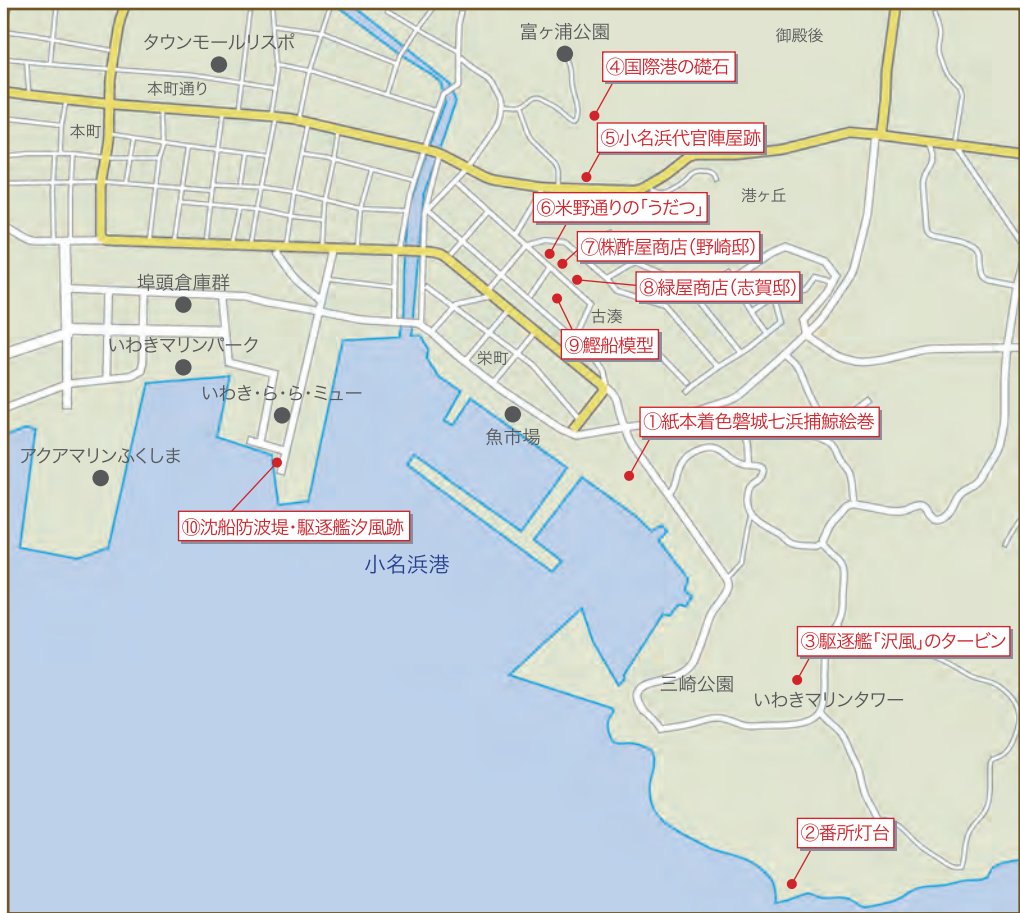 富ヶ浦公園
御殿後
タウンモールリスポ
④国際港の礎石
本町通り
本町
⑤小名浜代官陣屋跡
港ヶ丘
⑥米野通りの「うだつ」
⑦㈱酢屋商店(野崎邸)
埠頭倉庫群
⑧緑屋商店(志賀邸)
古湊
いわきマリンパーク
⑨鰹船模型
栄町
いわき・ら・ら・ミュー
魚市場
①紙本着色磐城七浜捕鯨絵巻
アクアマリンふくしま
⑩沈船防波堤・駆逐艦汐風跡
小名浜港
③駆逐艦「沢風」のタービン
三崎公園
いわきマリンタワー
②番所灯台